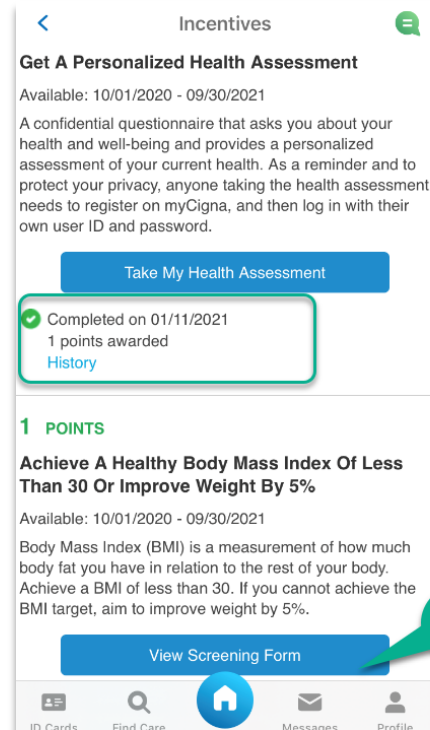 Incentives
Get A Personalized Health Assessment
Available: 10/01/2020 - 09/30/2021
A confidential questionnaire that asks you about your
health and well-being and provides a personalized
assessment of your current health. As a reminder and to
protect your privacy, anyone taking the health assessment
needs to register on myCigna, and then log in with their
own user ID and password.
Take My Health Assessment
Completed on 01/11/2021
1 points awarded
History
1 POINTS
Achieve A Healthy Body Mass Index Of Less
Than 30 Or Improve Weight By 5%
Available: 10/01/2020 - 09/30/2021
Body Mass Index (BMI) is a measurement of how much
body fat you have in relation to the rest of your body.
Achieve a BMI of less than 30. If you cannot achieve the
BMI target, aim to improve weight by 5%.
View Screening Form
ID Cards Find Care Messages Profile